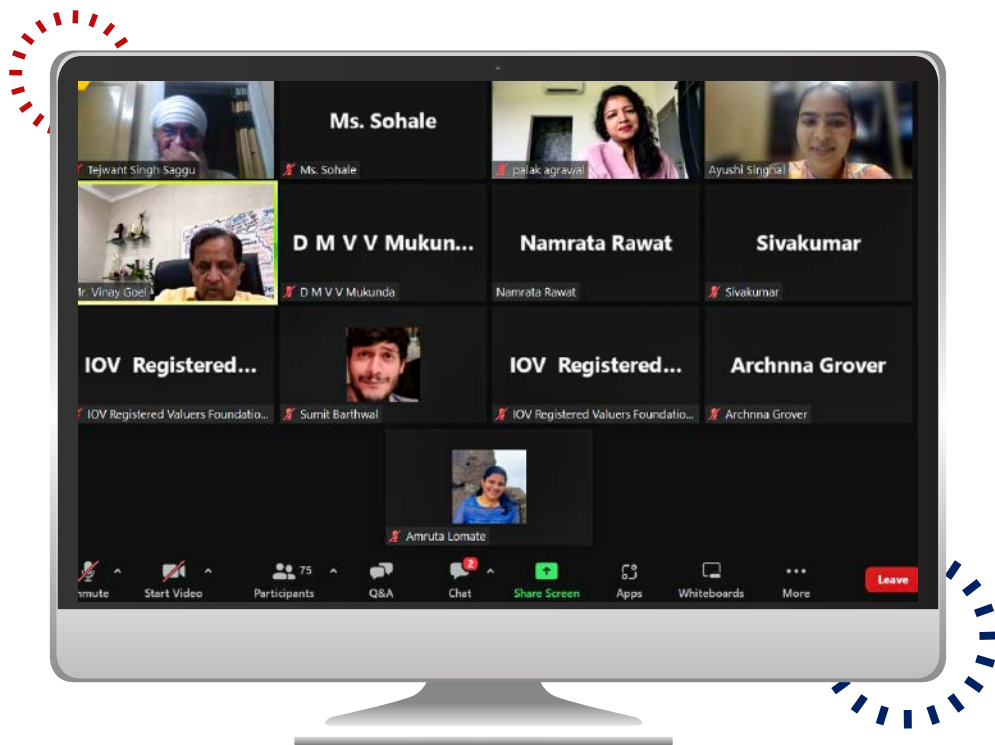 Ms. Sohale
Tejwant Singh Saggu
Ms. Sohale
palak agrawal
Ayushi Singhal
D M V V Mukun...
Namrata Rawat
Sivakumar
Mr. Vinay Goel
D M V V Mukunda
Namrata Rawat
Sivakumar
IOV Registered...
IOV Registered...
Archnna Grover
IOV Registered Valuers Foundatio...
Sumit Barthwal
IOV Registered Valuers Foundatio...
Archnna Grover
Amruta Lomate
75
2
nmute
Start Video
Participants
Q&A
Chat
Share Screen
Apps
Whiteboards
More
Leave